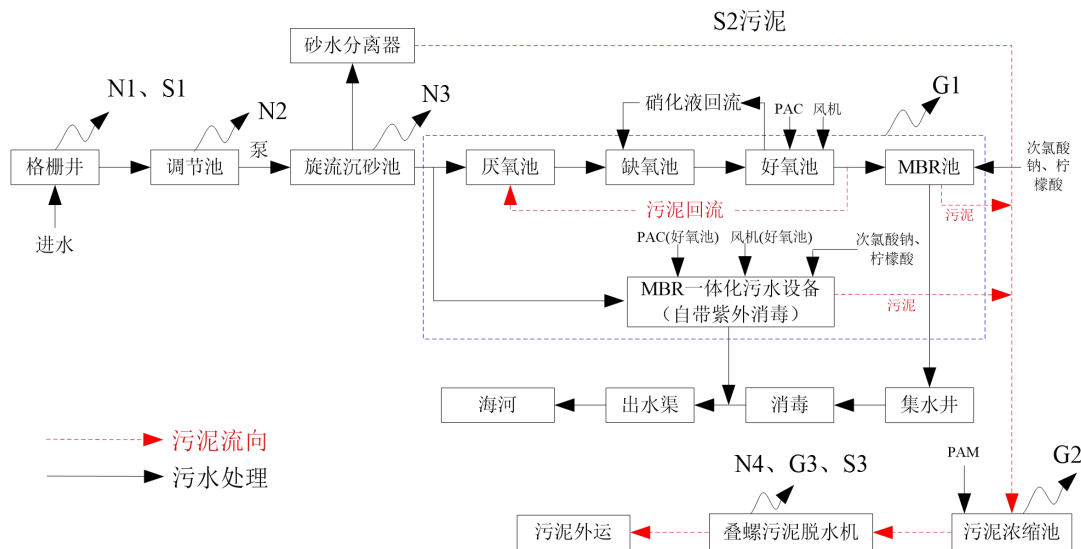 S2污泥
砂水分离器
N1、S1
N2
N3
G1
硝化液回流
PAC
风机
泵
格栅井
调节池
旋流沉砂池
厌氧池
缺氧池
好氧池
MBR池
次氯酸
钠、柠
檬酸
污泥回流
污泥
进水
PAC(好氧池)
风机(好氧池)
次氯酸钠、
柠檬酸
MBR一体化污水设备
（自带紫外消毒）
污泥
海河
出水渠
消毒
集水井
污泥流向
污水处理
N4、G3、S3
PAM
G2
污泥外运
叠螺污泥脱水机
污泥浓缩池